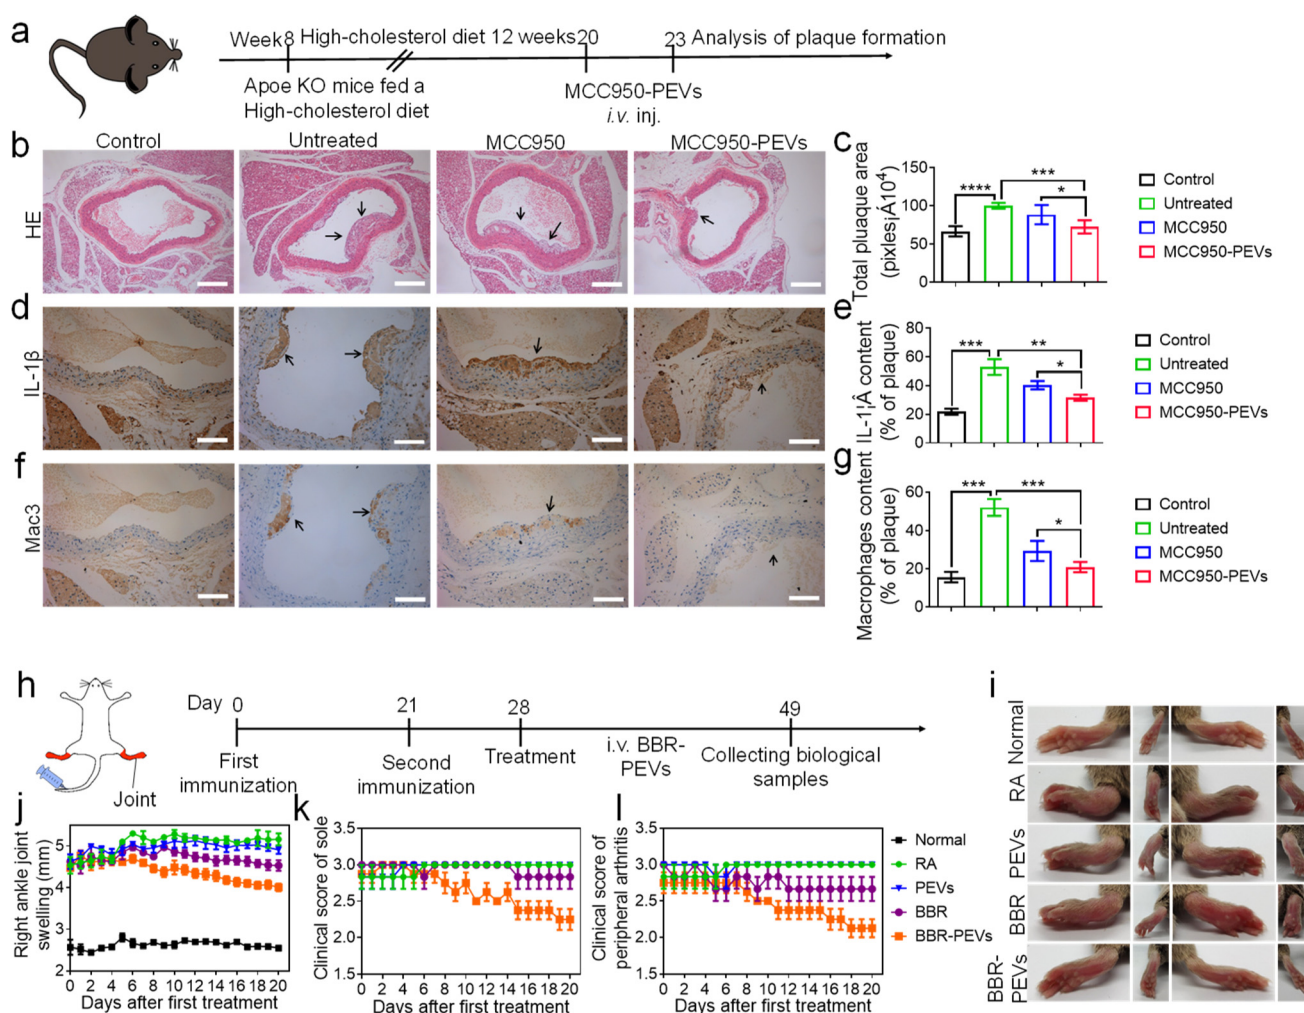 a
Week8 High-cholesterol diet 12 weeks20 23 Analysis of plaque formation
Apoe KO mice fed a
High-cholesterol diet
MCC950-PEVs
i.v. inj.
b
Control
Untreated
MCC950
MCC950-PEVs
HE
c
Total pluaque area
(pixles¡Á10⁴)
150
100
50
0
****
***
*
Control
Untreated
MCC950
MCC950-PEVs
d
IL-1β
e
IL-1¦Â content
(% of plaque)
80
60
40
20
0
***
**
*
Control
Untreated
MCC950
MCC950-PEVs
f
Mac3
g
Macrophages content
(% of plaque)
60
40
20
0
***
***
*
Control
Untreated
MCC950
MCC950-PEVs
h
Day 0 21 28 49
First
immunization
Second
immunization
Treatment
i.v. BBR-
PEVs
Collecting biological
samples
Joint
i
Normal
RA
PEVs
BBR
BBR-
PEVs
j
Right ankle joint
swelling (mm)
5
4
3
2
0 2 4 6 8 10 12 14 16 18 20
Days after first treatment
k
Clinical score of sole
3.5
3.0
2.5
2.0
1.5
0 2 4 6 8 10 12 14 16 18 20
Days after first treatment
l
Clinical score of
peripheral arthritis
3.5
3.0
2.5
2.0
1.5
0 2 4 6 8 10 12 14 16 18 20
Days after first treatment
Normal
RA
PEVs
BBR
BBR-PEVs